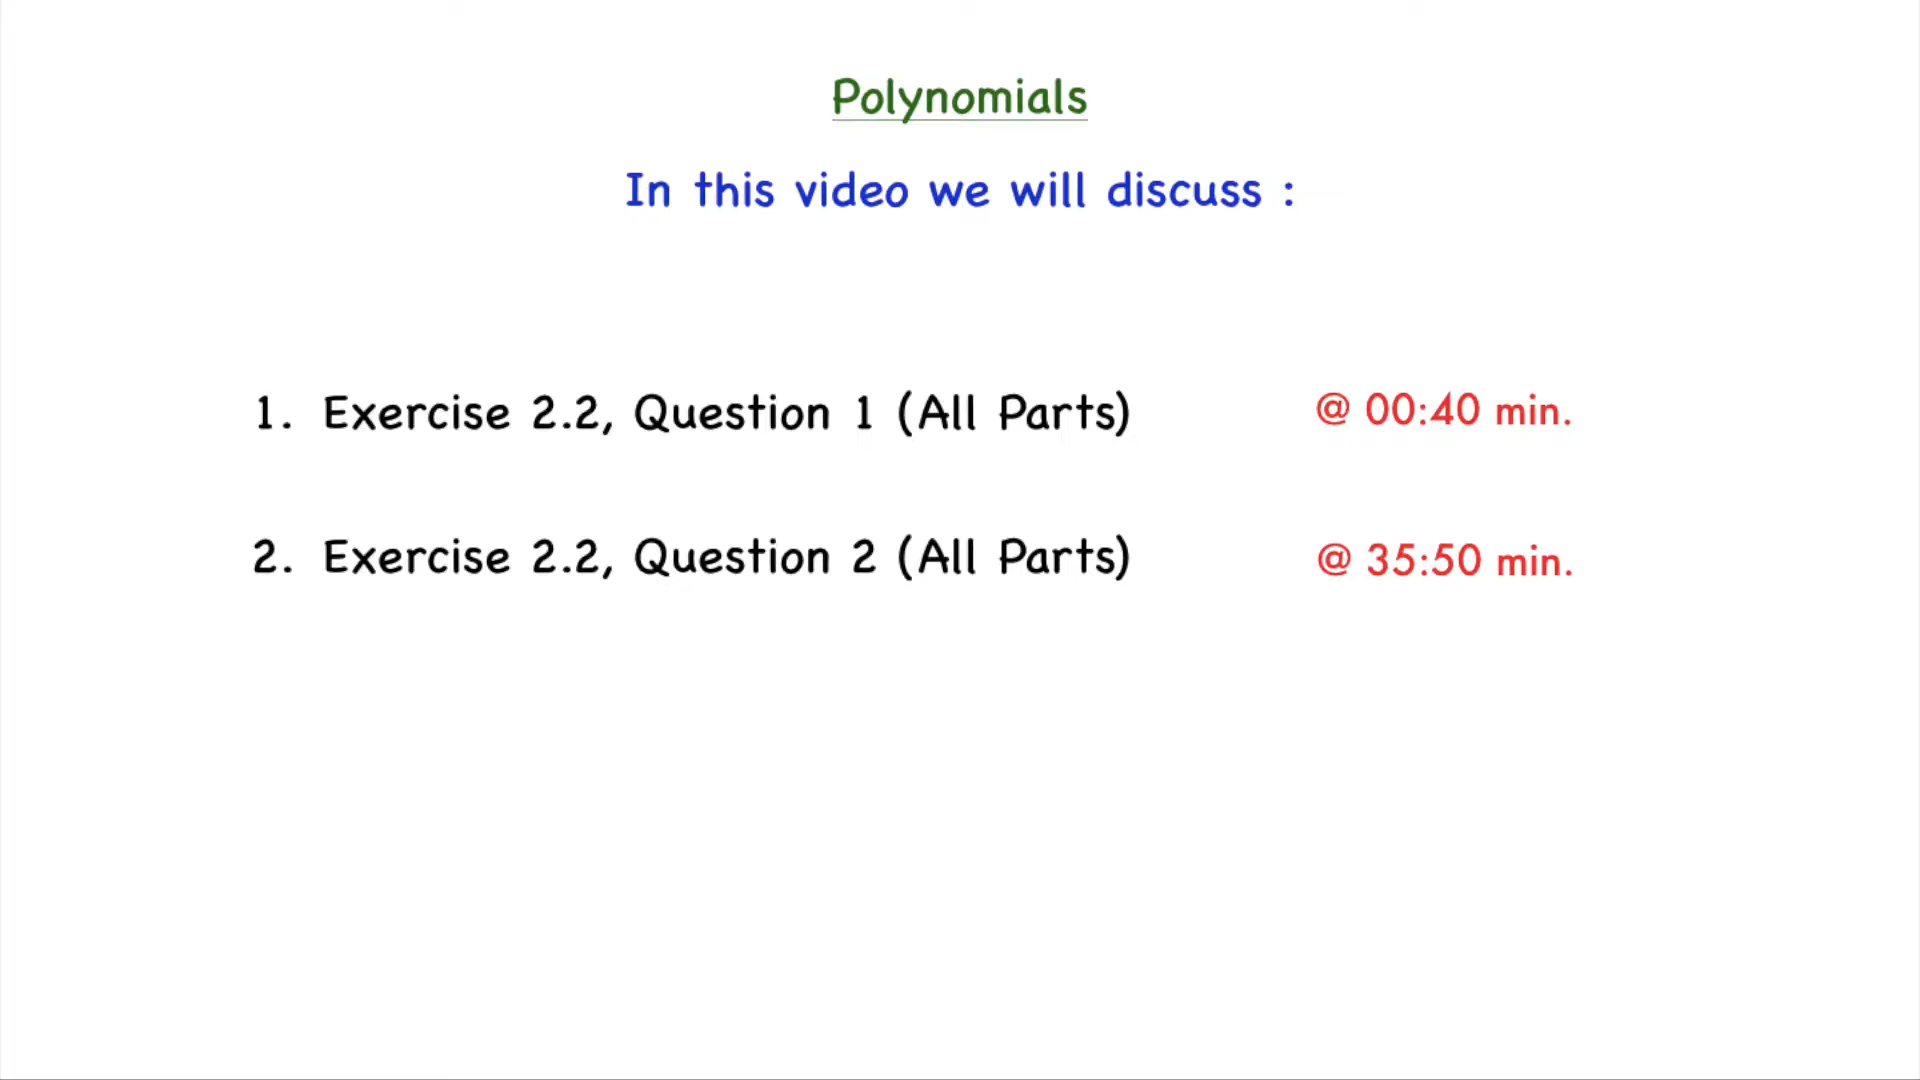 Polynomials
In this video we will discuss :
1. Exercise 2.2, Question 1 (All Parts) @ 00:40 min.
2. Exercise 2.2, Question 2 (All Parts) @ 35:50 min.